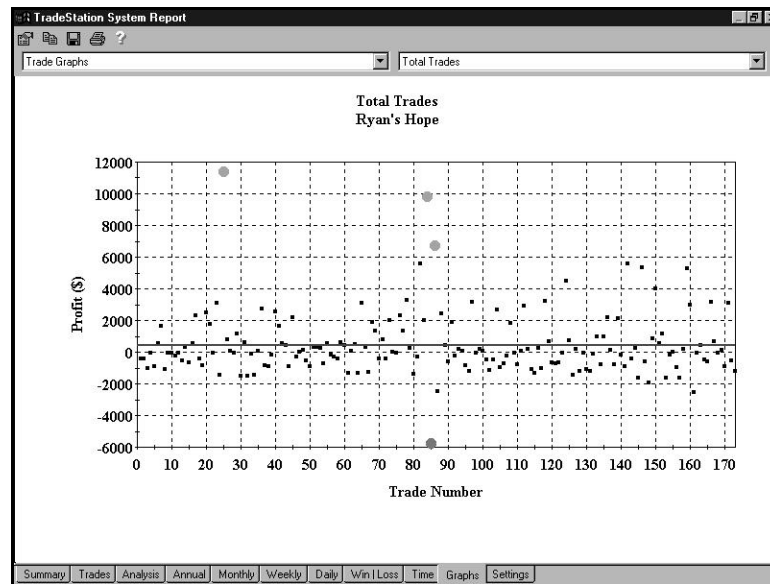 TradeStation System Report
Trade Graphs
Total Trades
Total Trades
Ryan's Hope
12000
10000
8000
6000
4000
2000
0
-2000
-4000
-6000
Profit ($)
0 10 20 30 40 50 60 70 80 90 100 110 120 130 140 150 160 170
Trade Number
Summary Trades Analysis Annual Monthly Weekly Daily Win | Loss Time Graphs Settings